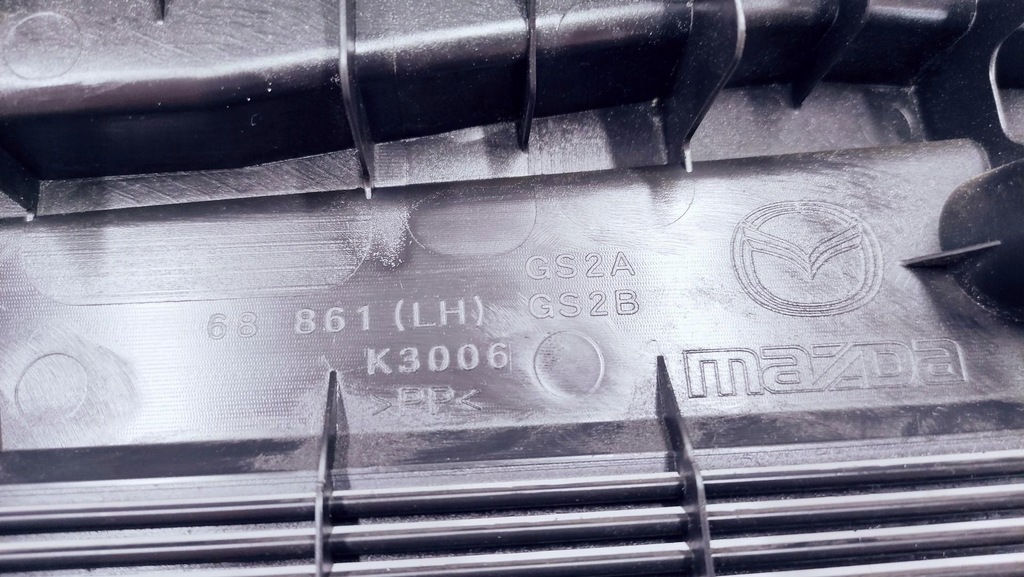 GS2A
68 861 (LH) GS2B
K3006
>PP<
mazda